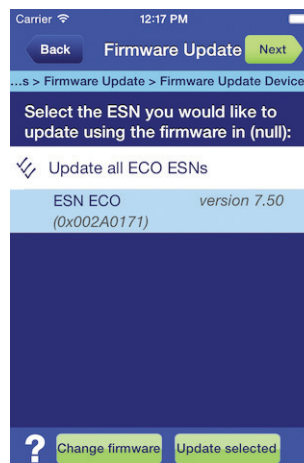 Carrier 12:17 PM
Back Firmware Update Next
...s > Firmware Update > Firmware Update Device
Select the ESN you would like to
update using the firmware in (null):
Update all ECO ESNs
ESN ECO version 7.50
(0x002A0171)
? Change firmware Update selected